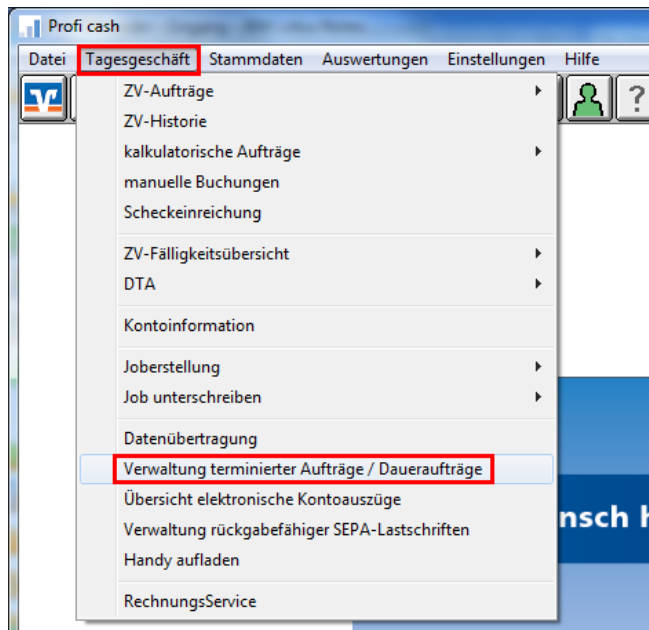 Profi cash
Datei Tagesgeschäft Stammdaten Auswertungen Einstellungen Hilfe
ZV-Aufträge
?
ZV-Historie
kalkulatorische Aufträge
manuelle Buchungen
Scheckeinreichung
ZV-Fälligkeitsübersicht
DTA
Kontoinformation
Joberstellung
Job unterschreiben
Datenübertragung
Verwaltung terminierter Aufträge / Daueraufträge
Übersicht elektronische Kontoauszüge
nsch h
Verwaltung rückgabefähiger SEPA-Lastschriften
Handy aufladen
RechnungsService